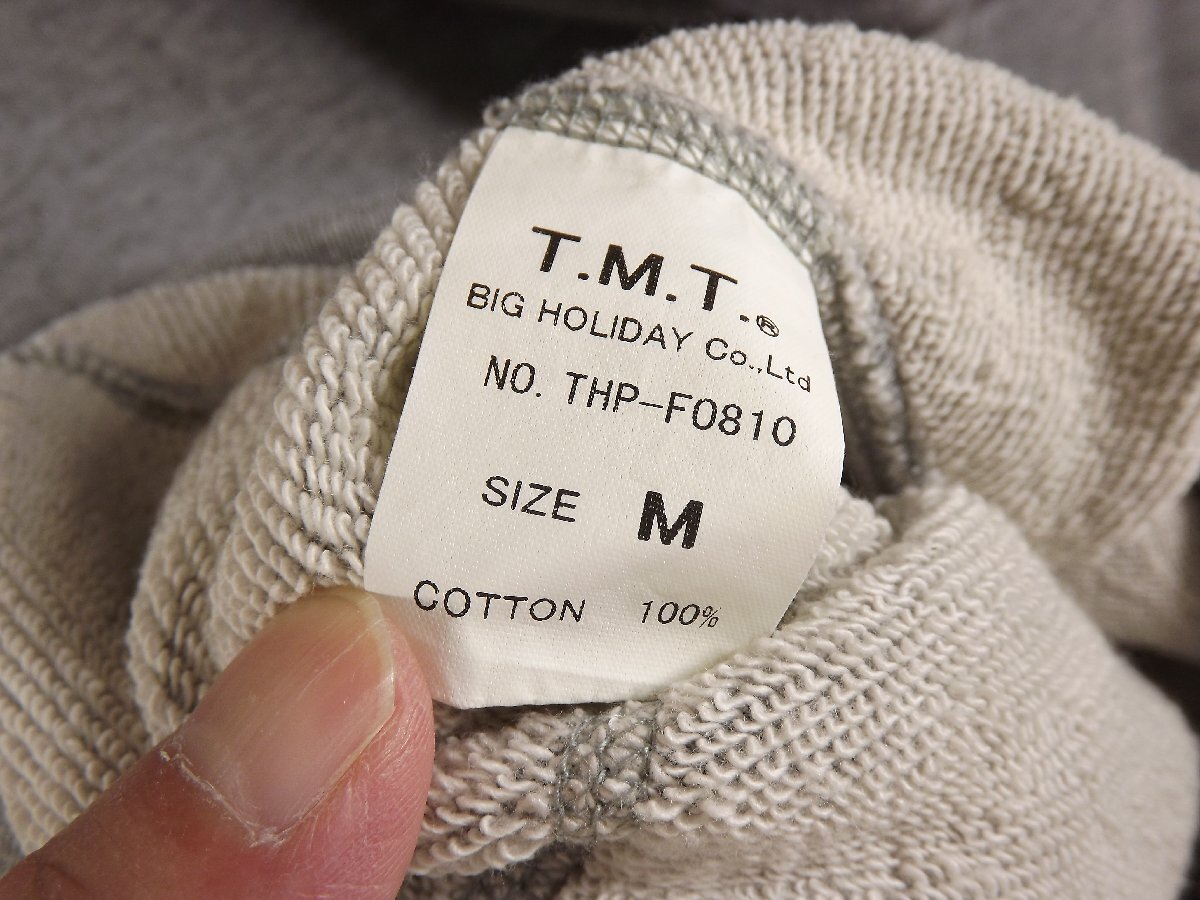 T.M.T.®
BIG HOLIDAY Co.,Ltd
NO. THP-F0810
SIZE M
COTTON 100%